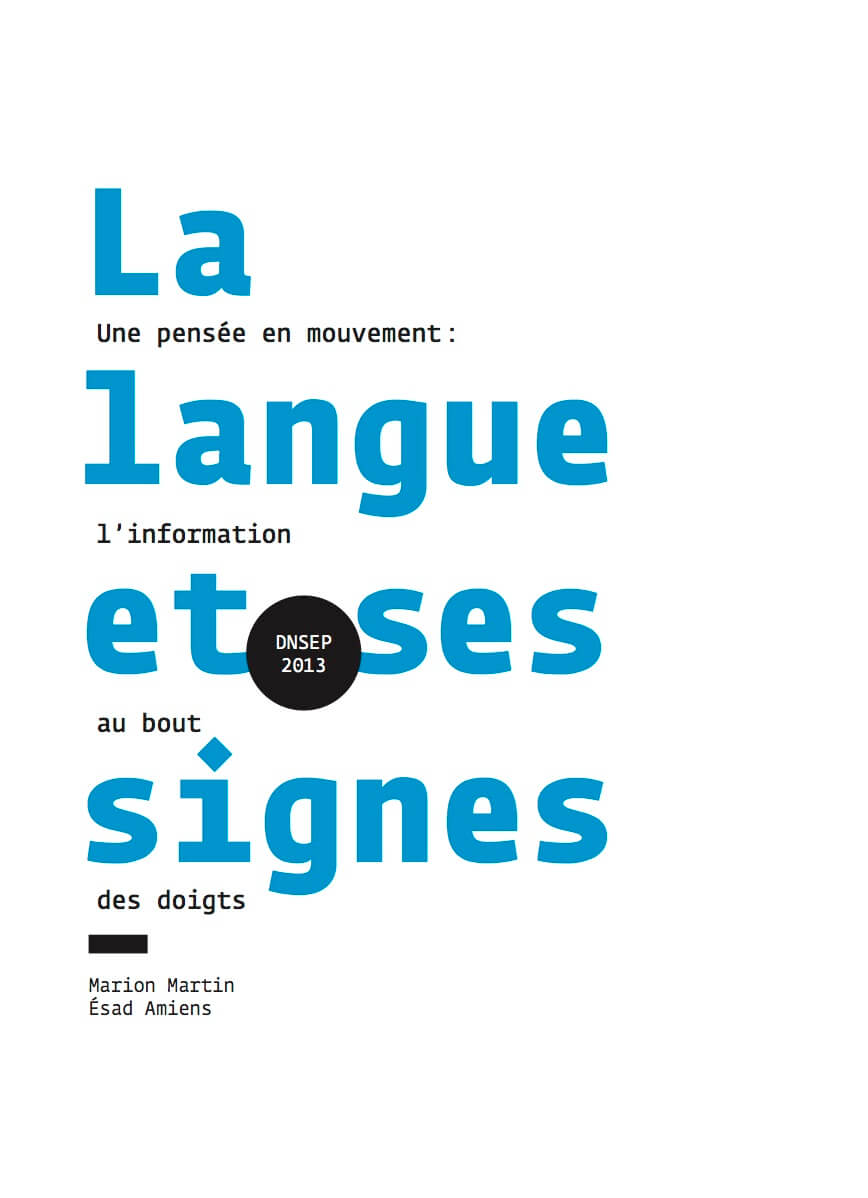 La
Une pensée en mouvement:
langue
l'information
et ses
DNSEP
2013
au bout
signes
des doigts
Marion Martin
Ésad Amiens